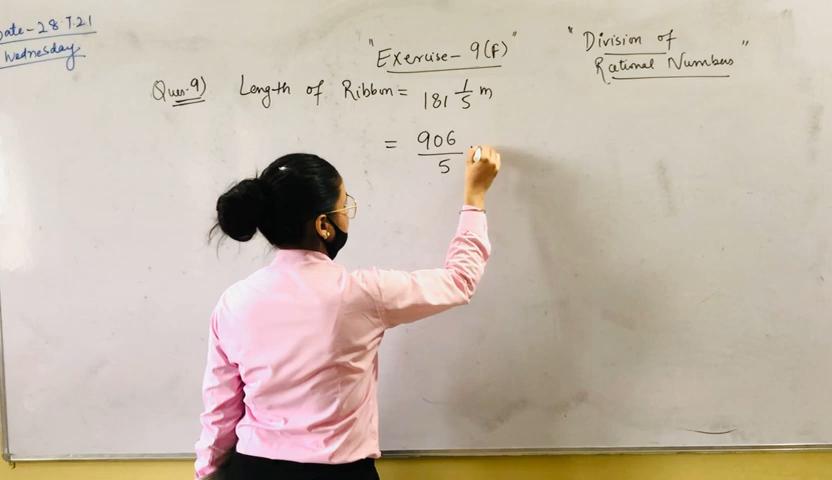 Date - 28.7.21
Wednesday
"Exercise - 9(F)"
"Division of
Rational Numbers"
Ques. 9) Length of Ribbon = 181 1/5 m
= 906/5